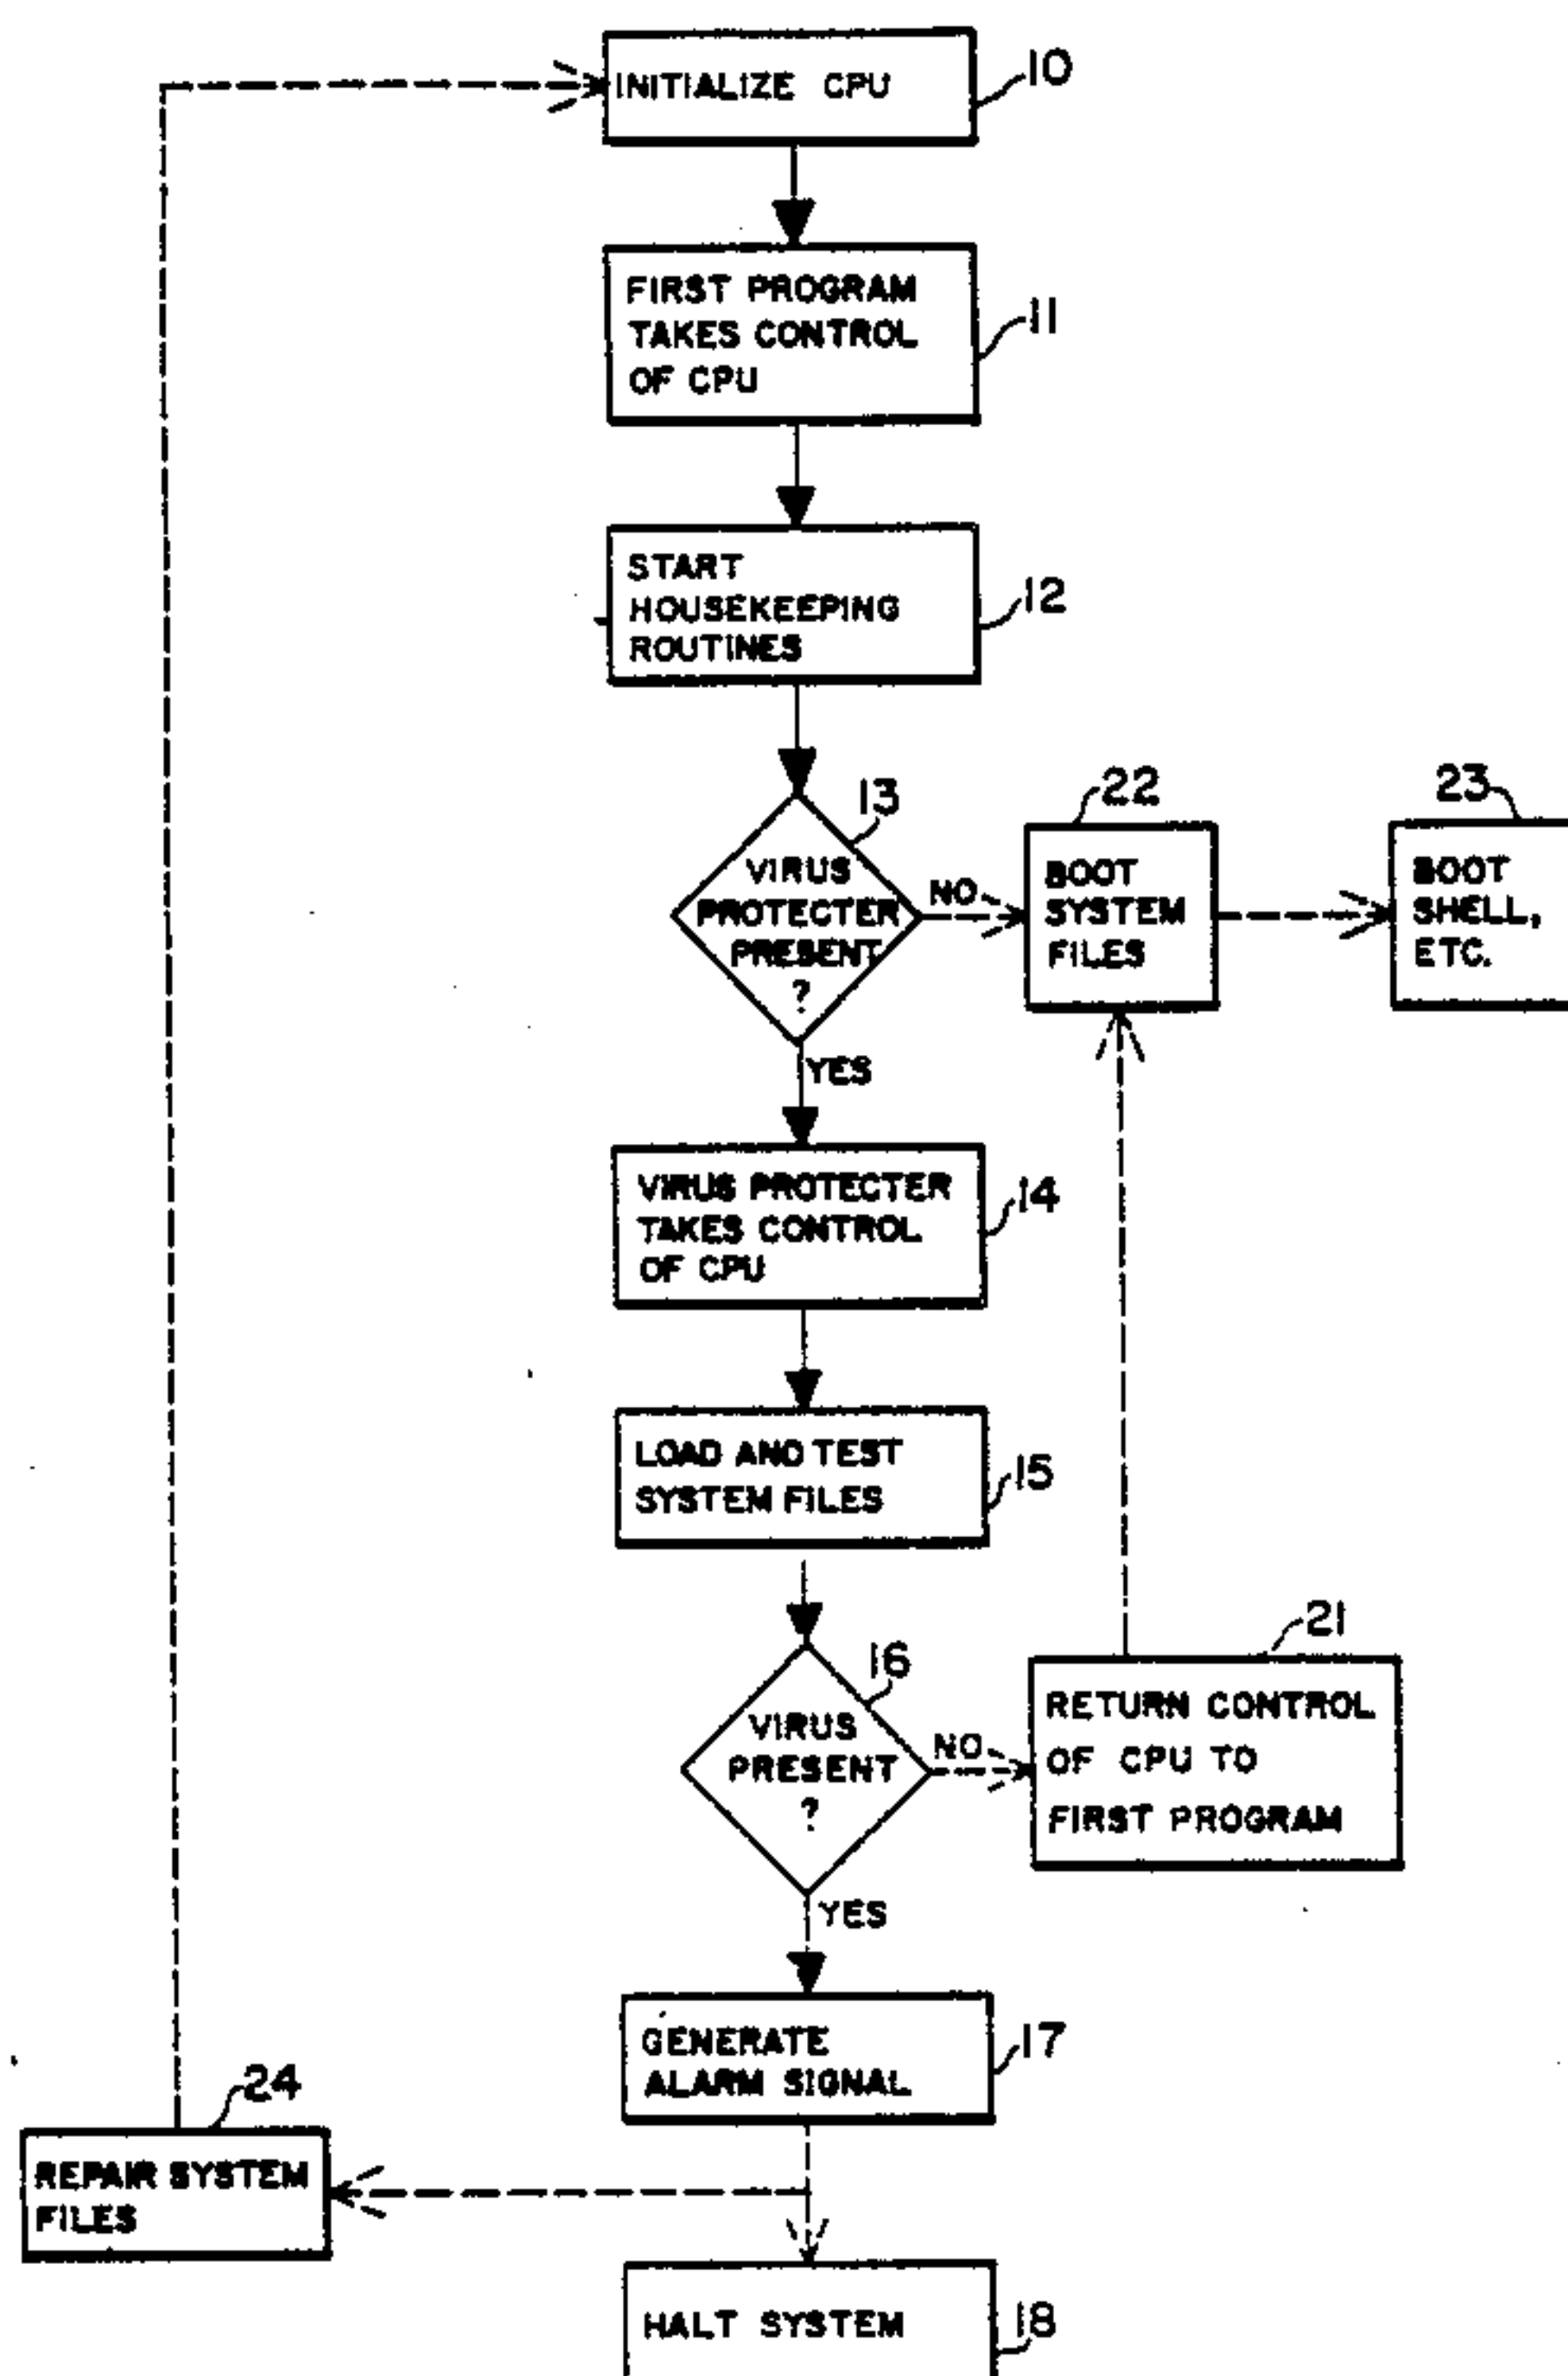 INITIALIZE CPU
10
FIRST PROGRAM
TAKES CONTROL
OF CPU
11
START
HOUSEKEEPING
ROUTINES
12
13
VIRUS
PROTECTER
PRESENT
?
NO
YES
22
BOOT
SYSTEM
FILES
23
BOOT
SHELL,
ETC.
VIRUS PROTECTER
TAKES CONTROL
OF CPU
14
LOAD AND TEST
SYSTEM FILES
15
16
VIRUS
PRESENT
?
NO
YES
21
RETURN CONTROL
OF CPU TO
FIRST PROGRAM
GENERATE
ALARM SIGNAL
17
24
REPAIR SYSTEM
FILES
HALT SYSTEM
18